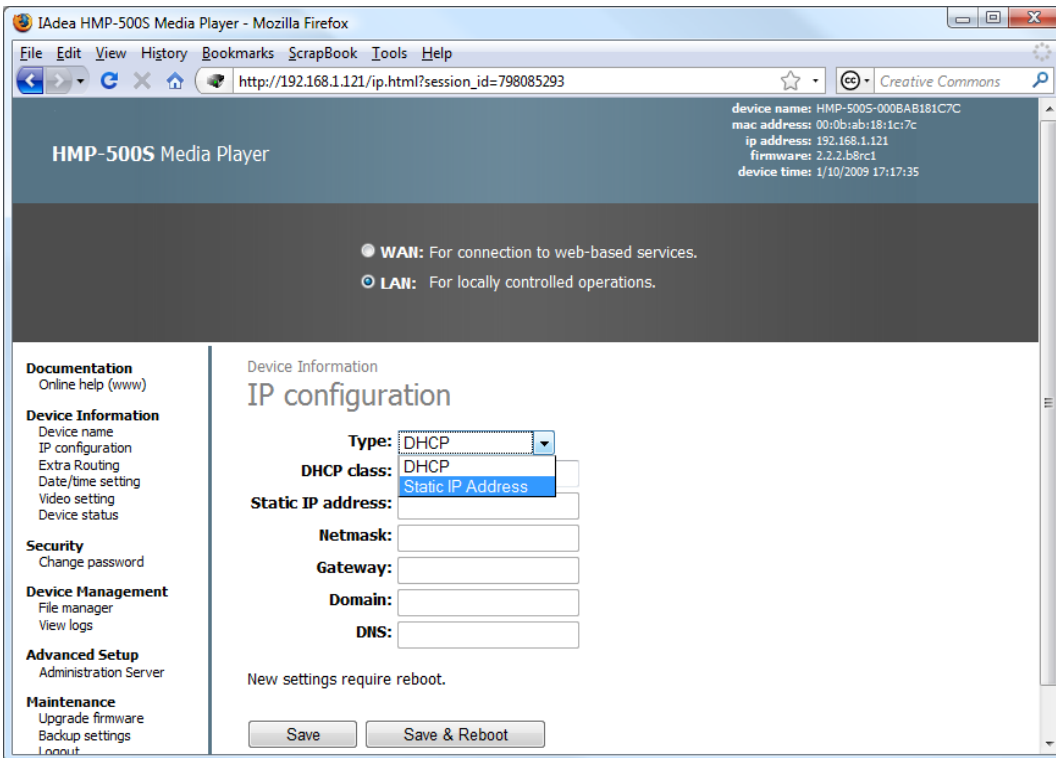 IAdea HMP-500S Media Player - Mozilla Firefox
File Edit View History Bookmarks ScrapBook Tools Help
http://192.168.1.121/ip.html?session_id=798085293
Creative Commons
device name: HMP-500S-000BAB181C7C
mac address: 00:0b:ab:18:1c:7c
ip address: 192.168.1.121
firmware: 2.2.2.b8rc1
device time: 1/10/2009 17:17:35
HMP-500S Media Player
WAN: For connection to web-based services.
LAN: For locally controlled operations.
Documentation
Online help (www)
Device Information
Device name
IP configuration
Extra Routing
Date/time setting
Video setting
Device status
Security
Change password
Device Management
File manager
View logs
Advanced Setup
Administration Server
Maintenance
Upgrade firmware
Backup settings
Logout
Device Information
IP configuration
Type: DHCP
DHCP class: DHCP
Static IP Address
Static IP address:
Netmask:
Gateway:
Domain:
DNS:
New settings require reboot.
Save Save & Reboot